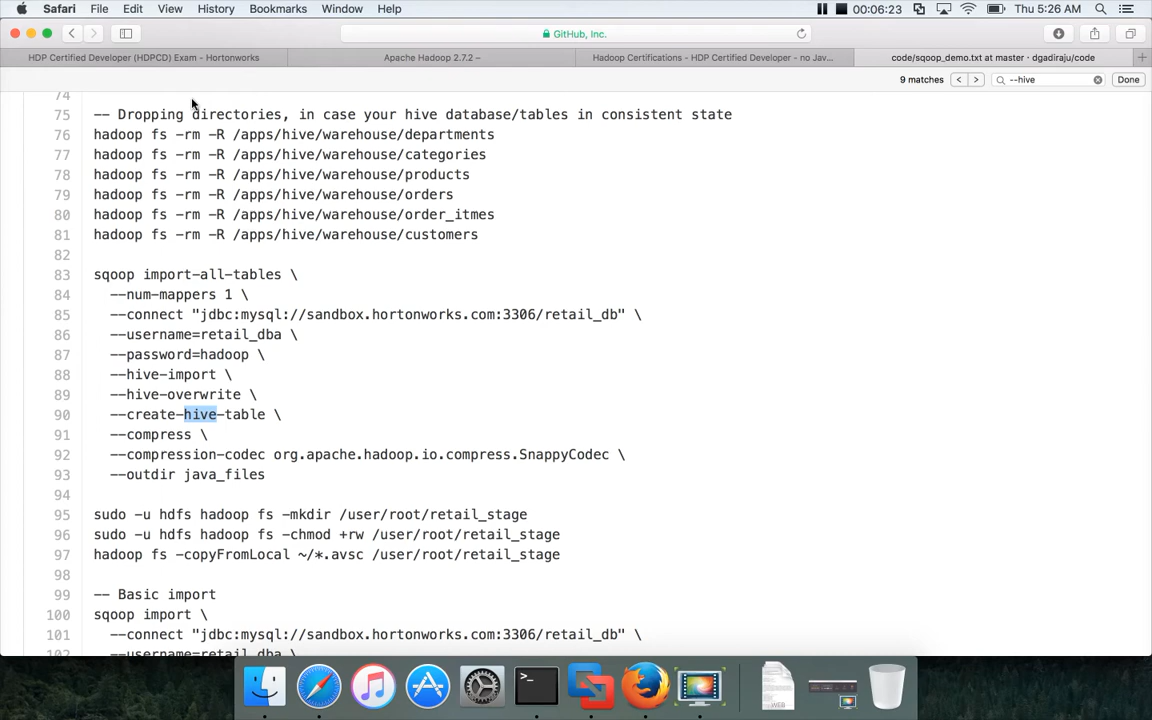 Safari File Edit View History Bookmarks Window Help 00:06:23 Thu 5:26 AM
GitHub, Inc.
HDP Certified Developer (HDPCD) Exam - Hortonworks Apache Hadoop 2.7.2 – Hadoop Certifications - HDP Certified Developer - no Jav... code/sqoop_demo.txt at master · dgadiraju/code
9 matches --hive Done
74
75 -- Dropping directories, in case your hive database/tables in consistent state
76 hadoop fs -rm -R /apps/hive/warehouse/departments
77 hadoop fs -rm -R /apps/hive/warehouse/categories
78 hadoop fs -rm -R /apps/hive/warehouse/products
79 hadoop fs -rm -R /apps/hive/warehouse/orders
80 hadoop fs -rm -R /apps/hive/warehouse/order_itmes
81 hadoop fs -rm -R /apps/hive/warehouse/customers
82
83 sqoop import-all-tables \
84 --num-mappers 1 \
85 --connect "jdbc:mysql://sandbox.hortonworks.com:3306/retail_db" \
86 --username=retail_dba \
87 --password=hadoop \
88 --hive-import \
89 --hive-overwrite \
90 --create-hive-table \
91 --compress \
92 --compression-codec org.apache.hadoop.io.compress.SnappyCodec \
93 --outdir java_files
94
95 sudo -u hdfs hadoop fs -mkdir /user/root/retail_stage
96 sudo -u hdfs hadoop fs -chmod +rw /user/root/retail_stage
97 hadoop fs -copyFromLocal ~/*.avsc /user/root/retail_stage
98
99 -- Basic import
100 sqoop import \
101 --connect "jdbc:mysql://sandbox.hortonworks.com:3306/retail_db" \
102 --username=retail_dba \